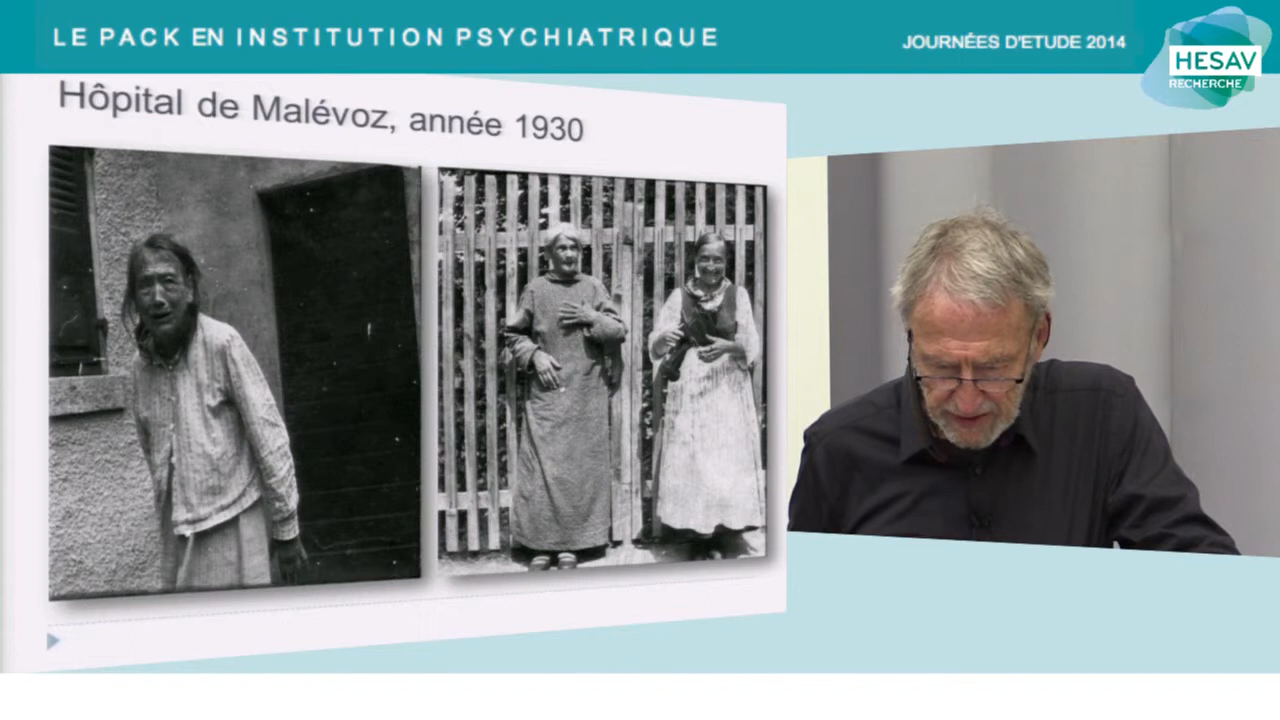 LE PACK EN INSTITUTION PSYCHIATRIQUE
JOURNÉES D'ETUDE 2014
HESAV
RECHERCHE
Hôpital de Malévoz, année 1930